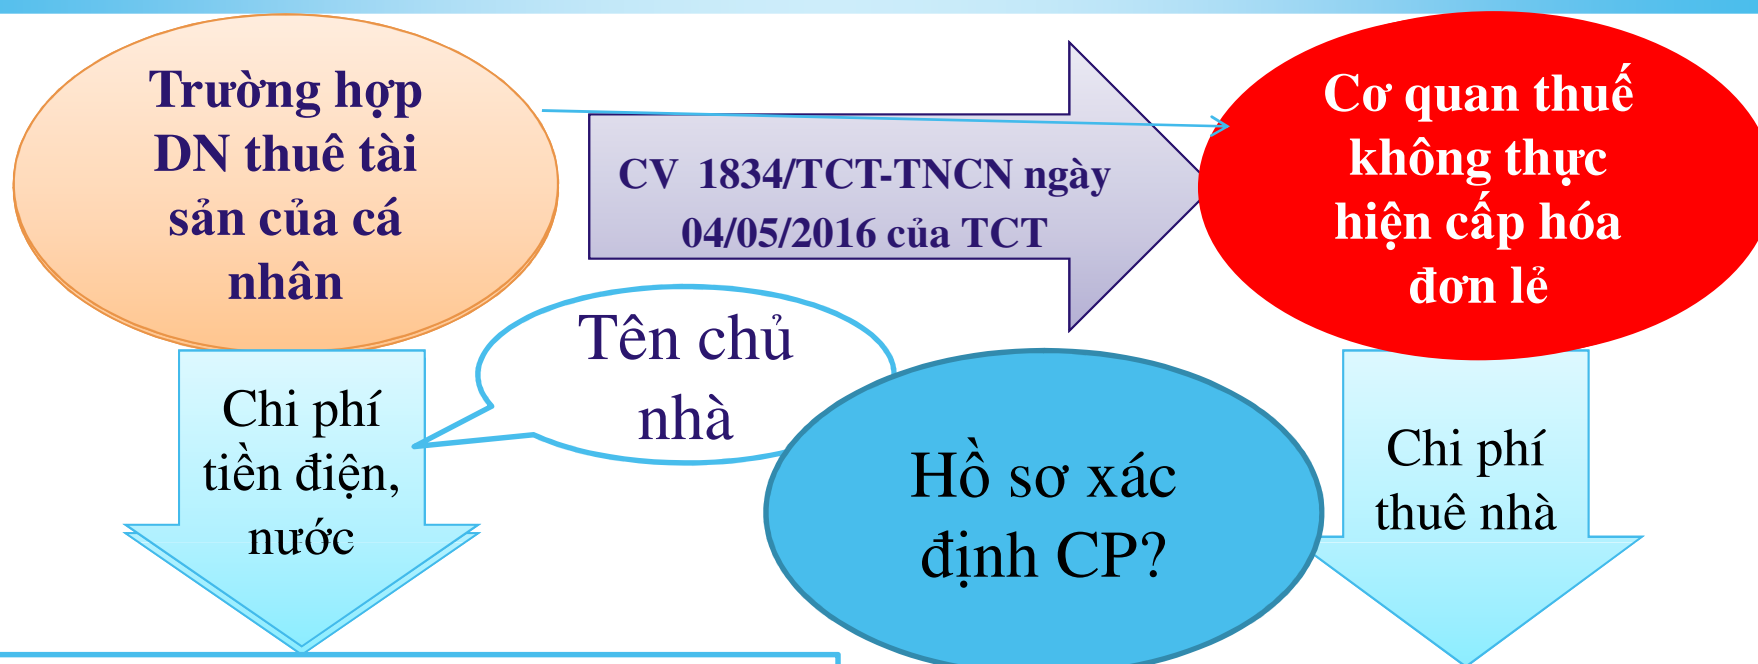 Trường hợp
DN thuê tài
sản của cá
nhân
CV 1834/TCT-TNCN ngày
04/05/2016 của TCT
Cơ quan thuế
không thực
hiện cấp hóa
đơn lẻ
Tên chủ
nhà
Chi phí
tiền điện,
nước
Hồ sơ xác
định CP?
Chi phí
thuê nhà